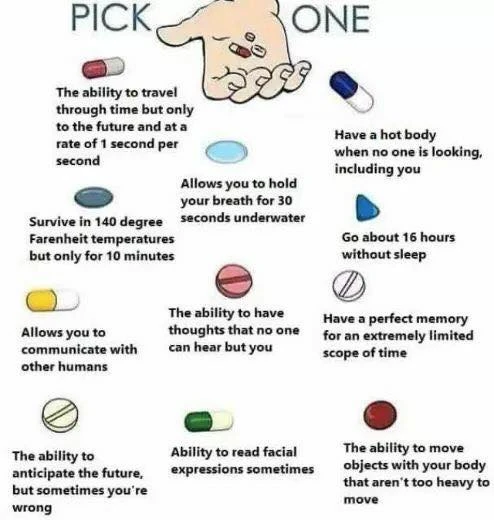 PICK ONE
The ability to travel
through time but only
to the future and at a
rate of 1 second per
second
Have a hot body
when no one is looking,
including you
Allows you to hold
your breath for 30
seconds underwater
Survive in 140 degree
Farenheit temperatures
but only for 10 minutes
Go about 16 hours
without sleep
Allows you to
communicate with
other humans
The ability to have
thoughts that no one
can hear but you
Have a perfect memory
for an extremely limited
scope of time
The ability to
anticipate the future,
but sometimes you're
wrong
Ability to read facial
expressions sometimes
The ability to move
objects with your body
that aren't too heavy to
move